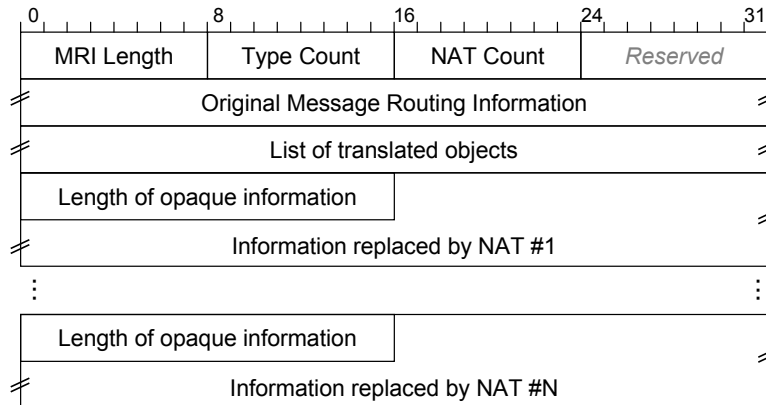 0 8 16 24 31
MRI Length Type Count NAT Count Reserved
Original Message Routing Information
List of translated objects
Length of opaque information
Information replaced by NAT #1
⋮ ⋮
Length of opaque information
Information replaced by NAT #N